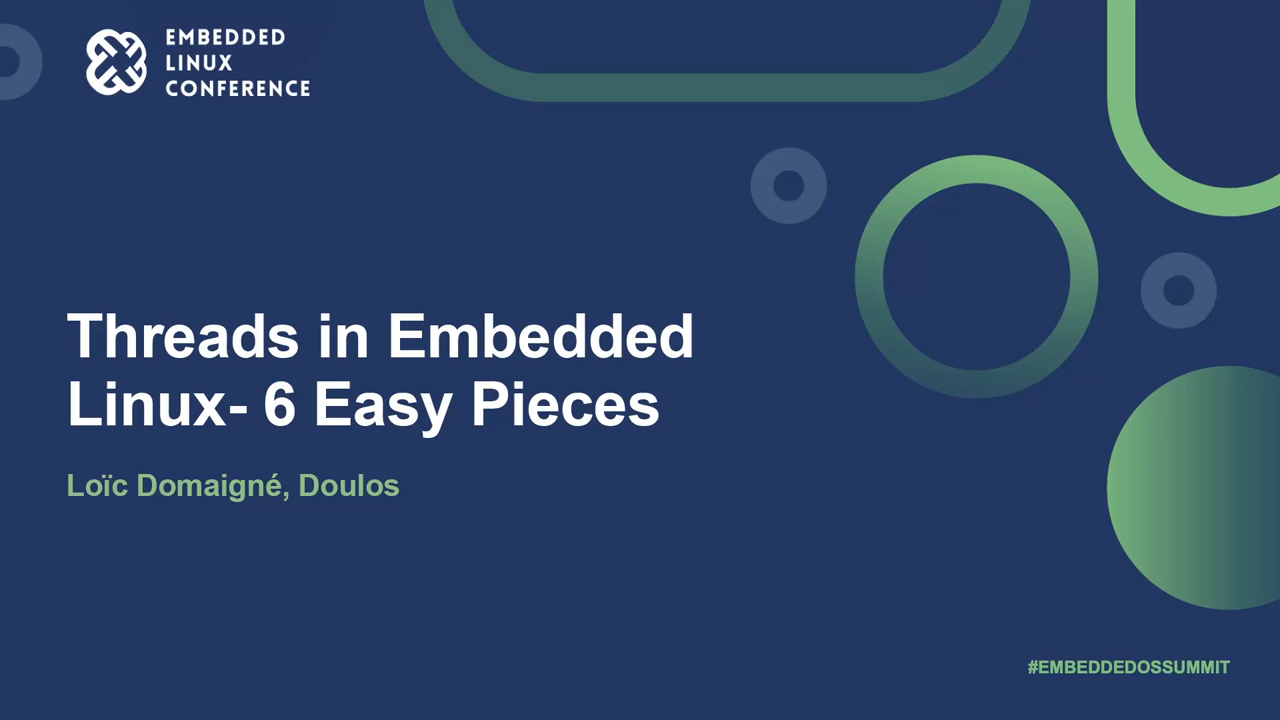 EMBEDDED
LINUX
CONFERENCE
Threads in Embedded
Linux- 6 Easy Pieces
Loïc Domaigné, Doulos
#EMBEDDEDOSSUMMIT